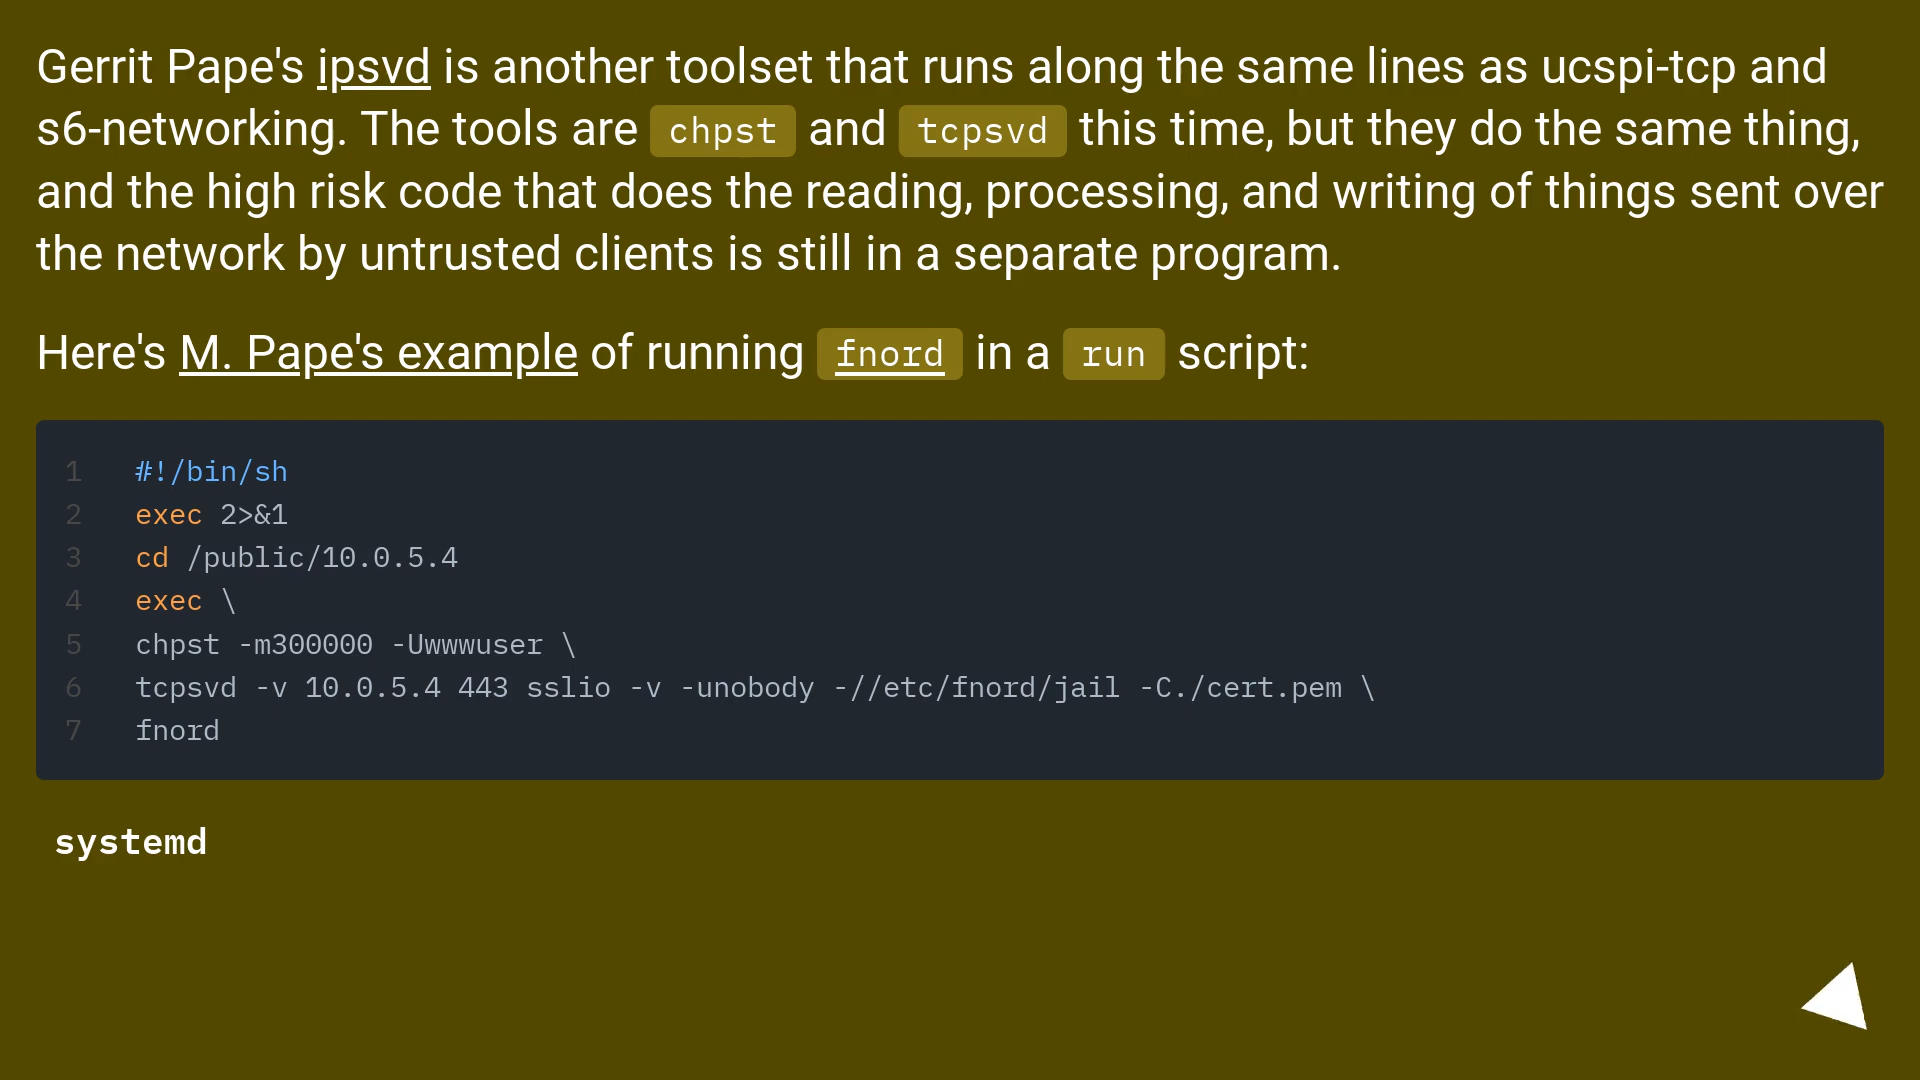 Gerrit Pape's ipsvd is another toolset that runs along the same lines as ucspi-tcp and
s6-networking. The tools are chpst and tcpsvd this time, but they do the same thing,
and the high risk code that does the reading, processing, and writing of things sent over
the network by untrusted clients is still in a separate program.
Here's M. Pape's example of running fnord in a run script:
1 #!/bin/sh
2 exec 2>&1
3 cd /public/10.0.5.4
4 exec \
5 chpst -m300000 -Uwwwuser \
6 tcpsvd -v 10.0.5.4 443 sslio -v -unobody -//etc/fnord/jail -C./cert.pem \
7 fnord
systemd